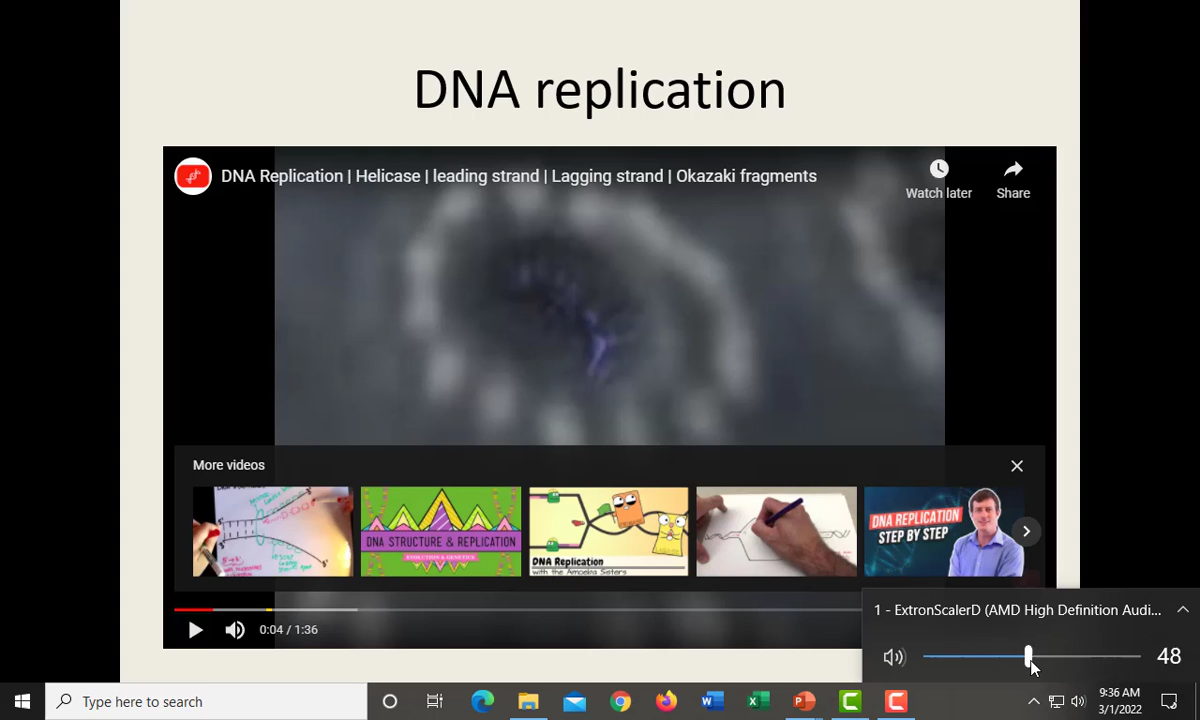 DNA replication
DNA Replication | Helicase | leading strand | Lagging strand | Okazaki fragments
Watch later
Share
More videos
DNA STRUCTURE & REPLICATION
EVOLUTION & GENETICS
DNA Replication
with the Amoeba Sisters
DNA REPLICATION
STEP BY STEP
1 - ExtronScalerD (AMD High Definition Audi...
0:04 / 1:36
48
Type here to search
9:36 AM
3/1/2022